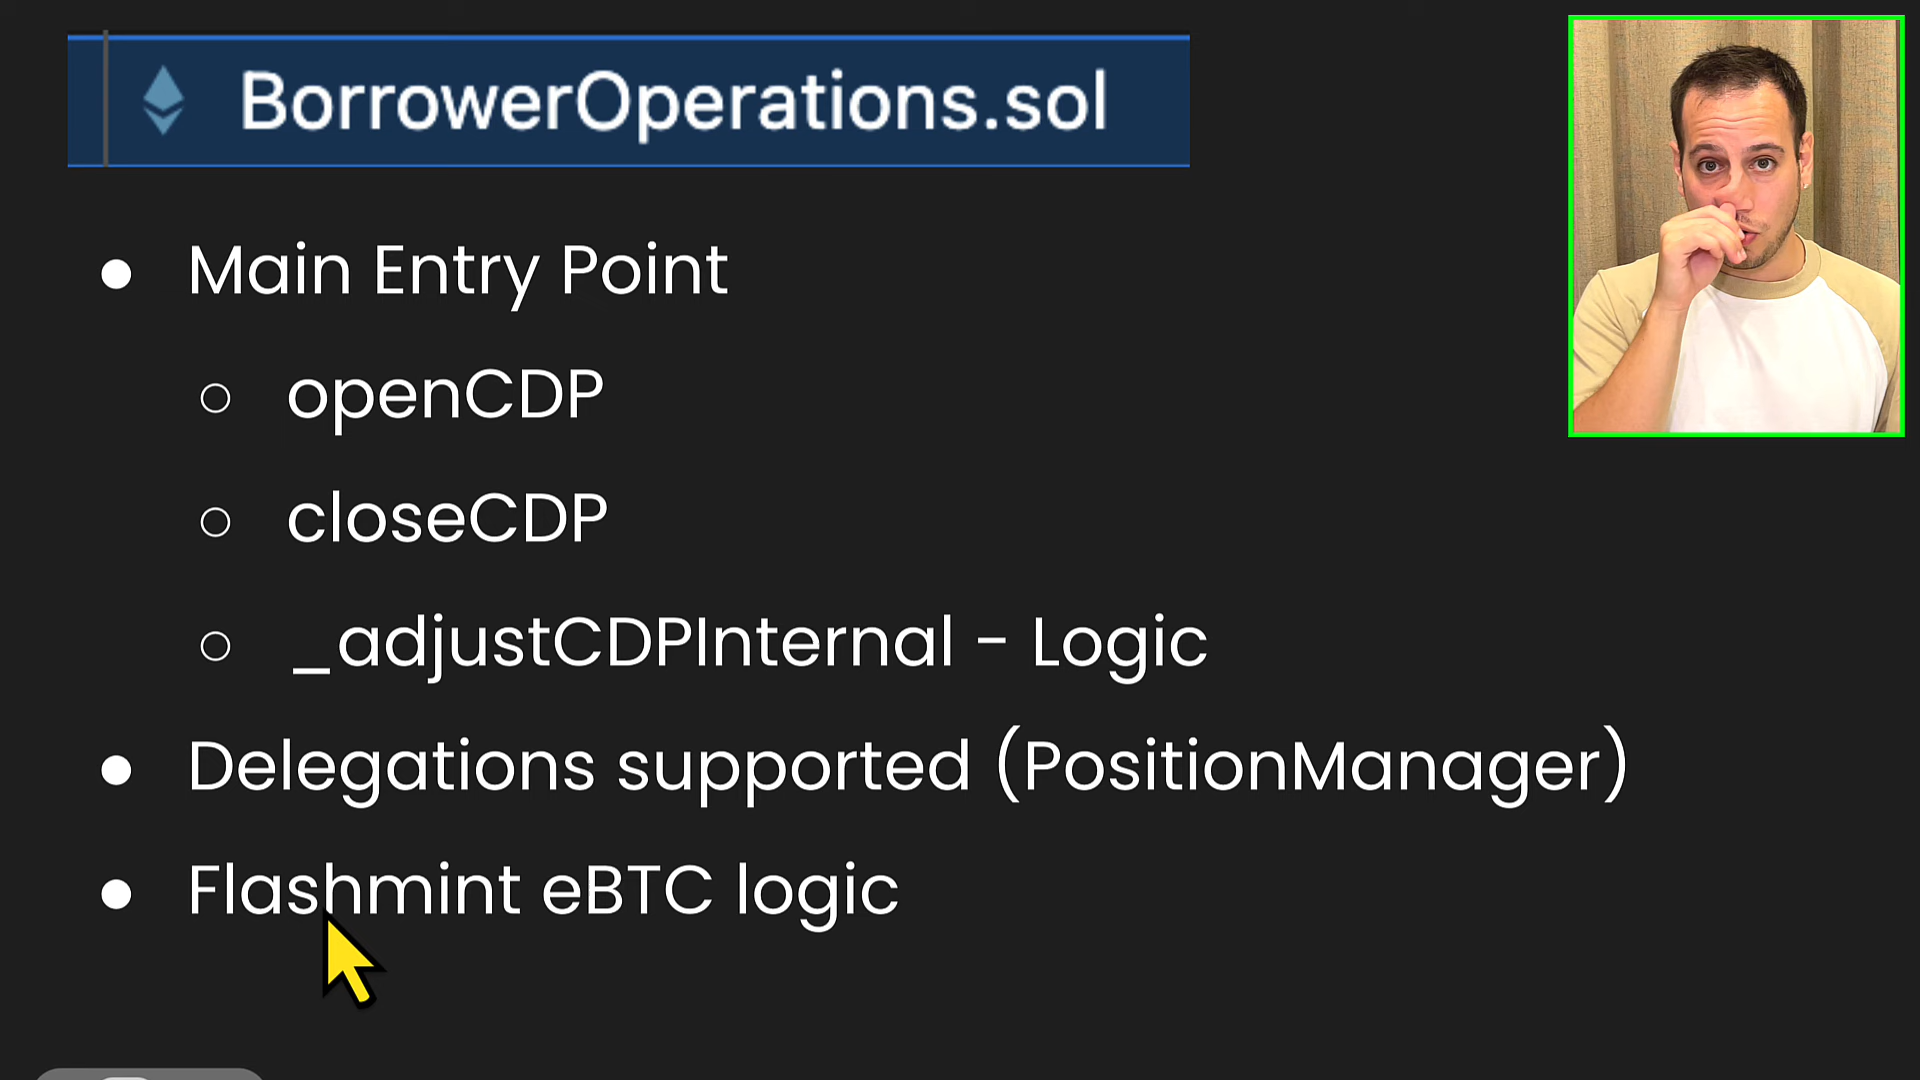 BorrowerOperations.sol
Main Entry Point
openCDP
closeCDP
_adjustCDPInternal - Logic
Delegations supported (PositionManager)
Flashmint eBTC logic